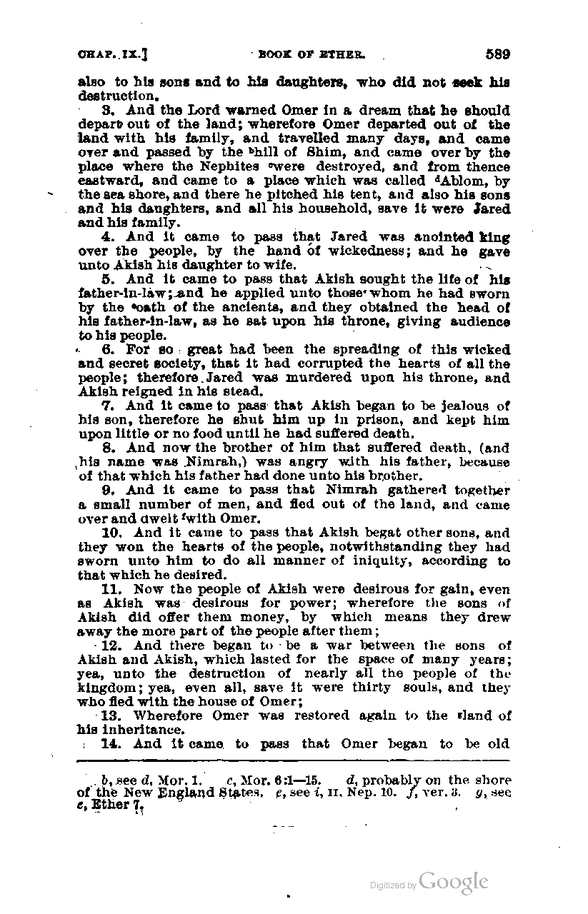 CHAP. IX.] BOOK OF ETHER. 589
also to his sons and to his daughters, who did not seek his
destruction.
3. And the Lord warned Omer in a dream that he should
depart out of the land; wherefore Omer departed out of the
land with his family, and travelled many days, and came
over and passed by the ᵇhill of Shim, and came over by the
place where the Nephites ᶜwere destroyed, and from thence
eastward, and came to a place which was called ᵈAblom, by
the sea shore, and there he pitched his tent, and also his sons
and his daughters, and all his household, save it were Jared
and his family.
4. And it came to pass that Jared was anointed king
over the people, by the hand of wickedness; and he gave
unto Akish his daughter to wife.
5. And it came to pass that Akish sought the life of his
father-in-law; and he applied unto those whom he had sworn
by the ᵉoath of the ancients, and they obtained the head of
his father-in-law, as he sat upon his throne, giving audience
to his people.
6. For so great had been the spreading of this wicked
and secret society, that it had corrupted the hearts of all the
people; therefore Jared was murdered upon his throne, and
Akish reigned in his stead.
7. And it came to pass that Akish began to be jealous of
his son, therefore he shut him up in prison, and kept him
upon little or no food until he had suffered death.
8. And now the brother of him that suffered death, (and
his name was Nimrah,) was angry with his father, because
of that which his father had done unto his brother.
9. And it came to pass that Nimrah gathered together
a small number of men, and fled out of the land, and came
over and dwelt ᶠwith Omer.
10. And it came to pass that Akish begat other sons, and
they won the hearts of the people, notwithstanding they had
sworn unto him to do all manner of iniquity, according to
that which he desired.
11. Now the people of Akish were desirous for gain, even
as Akish was desirous for power; wherefore the sons of
Akish did offer them money, by which means they drew
away the more part of the people after them;
12. And there began to be a war between the sons of
Akish and Akish, which lasted for the space of many years;
yea, unto the destruction of nearly all the people of the
kingdom; yea, even all, save it were thirty souls, and they
who fled with the house of Omer;
13. Wherefore Omer was restored again to the ᵍland of
his inheritance.
14. And it came to pass that Omer began to be old
b, see d, Mor. 1. c, Mor. 6:1—15. d, probably on the shore
of the New England States. e, see i, II. Nep. 10. f, ver. 3. g, see
c, Ether 7.
Digitized by Google